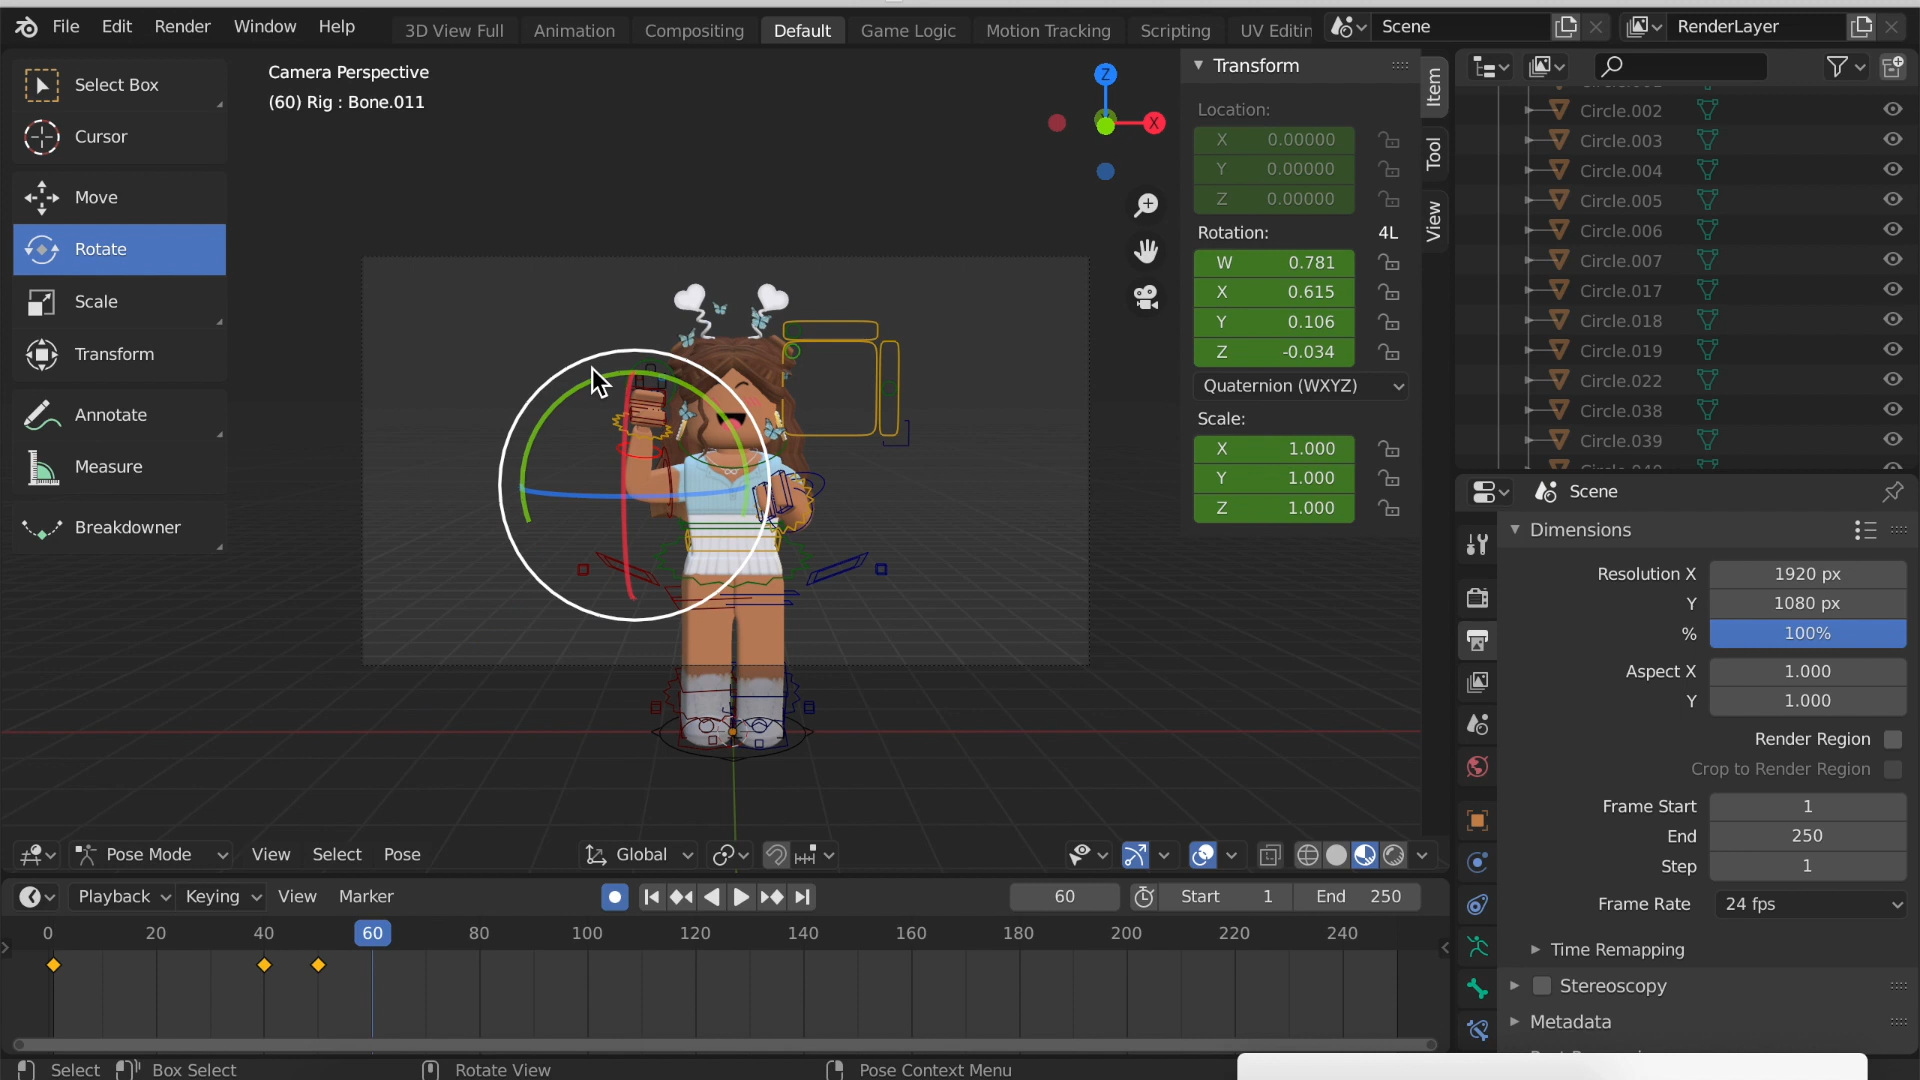 File Edit Render Window Help 3D View Full Animation Compositing Default Game Logic Motion Tracking Scripting UV Editin Scene RenderLayer
Select Box
Cursor
Move
Rotate
Scale
Transform
Annotate
Measure
Breakdowner
Camera Perspective
(60) Rig : Bone.011
Z
X
Transform
Location:
X 0.00000
Y 0.00000
Z 0.00000
Rotation: 4L
W 0.781
X 0.615
Y 0.106
Z -0.034
Quaternion (WXYZ)
Scale:
X 1.000
Y 1.000
Z 1.000
Item
Tool
View
Circle.002
Circle.003
Circle.004
Circle.005
Circle.006
Circle.007
Circle.017
Circle.018
Circle.019
Circle.022
Circle.038
Circle.039
Scene
Dimensions
Resolution X 1920 px
Y 1080 px
% 100%
Aspect X 1.000
Y 1.000
Render Region
Crop to Render Region
Frame Start 1
End 250
Step 1
Frame Rate 24 fps
Time Remapping
Stereoscopy
Metadata
Pose Mode View Select Pose Global
Playback Keying View Marker 60 Start 1 End 250
0 20 40 60 80 100 120 140 160 180 200 220 240
Select Box Select Rotate View Pose Context Menu